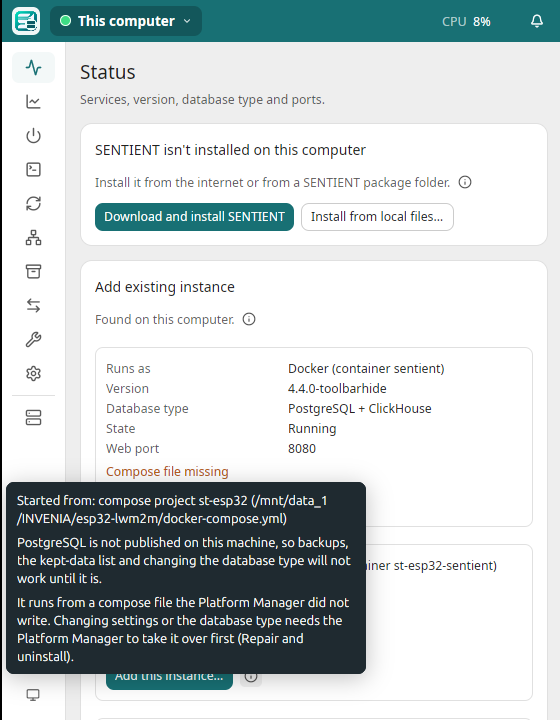 This computer
CPU 8%
Status
Services, version, database type and ports.
SENTIENT isn't installed on this computer
Install it from the internet or from a SENTIENT package folder.
Download and install SENTIENT
Install from local files...
Add existing instance
Found on this computer.
Runs as Docker (container sentient)
Version 4.4.0-toolbarhide
Database type PostgreSQL + ClickHouse
State Running
Web port 8080
Compose file missing
Started from: compose project st-esp32 (/mnt/data_1
/INVENIA/esp32-lwm2m/docker-compose.yml)
PostgreSQL is not published on this machine, so backups,
the kept-data list and changing the database type will not
work until it is.
It runs from a compose file the Platform Manager did not
write. Changing settings or the database type needs the
Platform Manager to take it over first (Repair and
uninstall).
st-esp32-sentient)
Add this instance...